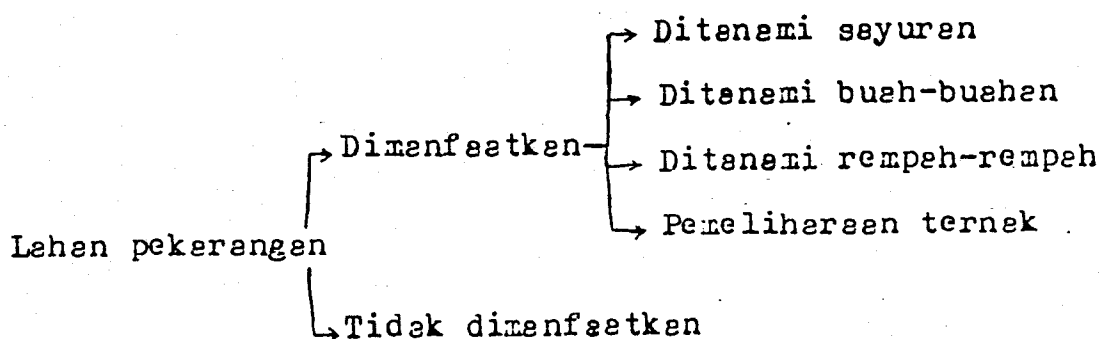 Ditanami sayuran
Ditanami buah-buahan
Dimanfaatkan
Ditanami rempah-rempah
Pemeliharaan ternak
Lahan pekarangan
Tidak dimanfaatkan